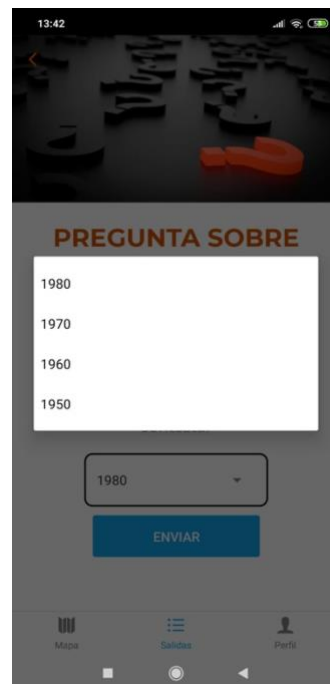 13:42
PREGUNTA SOBRE
1980
1970
1960
1950
1980
ENVIAR
Mapa
Salidas
Perfil